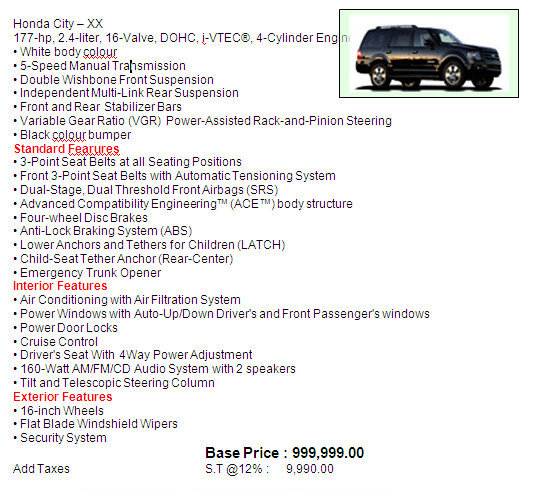 Honda City – XX
177-hp, 2.4-liter, 16-Valve, DOHC, i-VTEC®, 4-Cylinder Engin
• White body colour
• 5-Speed Manual Transmission
• Double Wishbone Front Suspension
• Independent Multi-Link Rear Suspension
• Front and Rear Stabilizer Bars
• Variable Gear Ratio (VGR) Power-Assisted Rack-and-Pinion Steering
• Black colour bumper
Standard Fearures
• 3-Point Seat Belts at all Seating Positions
• Front 3-Point Seat Belts with Automatic Tensioning System
• Dual-Stage, Dual Threshold Front Airbags (SRS)
• Advanced Compatibility Engineering™ (ACE™) body structure
• Four-wheel Disc Brakes
• Anti-Lock Braking System (ABS)
• Lower Anchors and Tethers for Children (LATCH)
• Child-Seat Tether Anchor (Rear-Center)
• Emergency Trunk Opener
Interior Features
• Air Conditioning with Air Filtration System
• Power Windows with Auto-Up/Down Driver's and Front Passenger's windows
• Power Door Locks
• Cruise Control
• Driver's Seat With 4Way Power Adjustment
• 160-Watt AM/FM/CD Audio System with 2 speakers
• Tilt and Telescopic Steering Column
Exterior Features
• 16-inch Wheels
• Flat Blade Windshield Wipers
• Security System
Base Price : 999,999.00
Add Taxes S.T @12% : 9,990.00